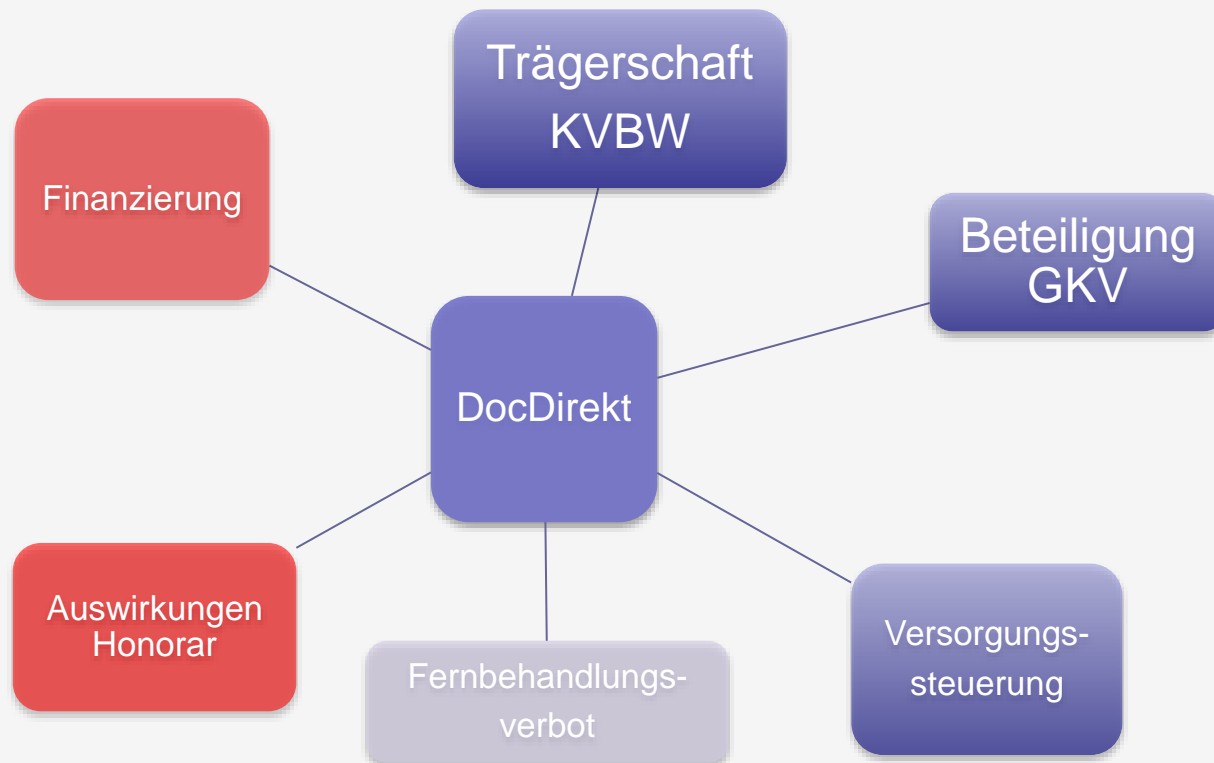 Trägerschaft
KVBW
Finanzierung
Beteiligung
GKV
DocDirekt
Auswirkungen
Honorar
Versorgungs-
steuerung
Fernbehandlungs-
verbot